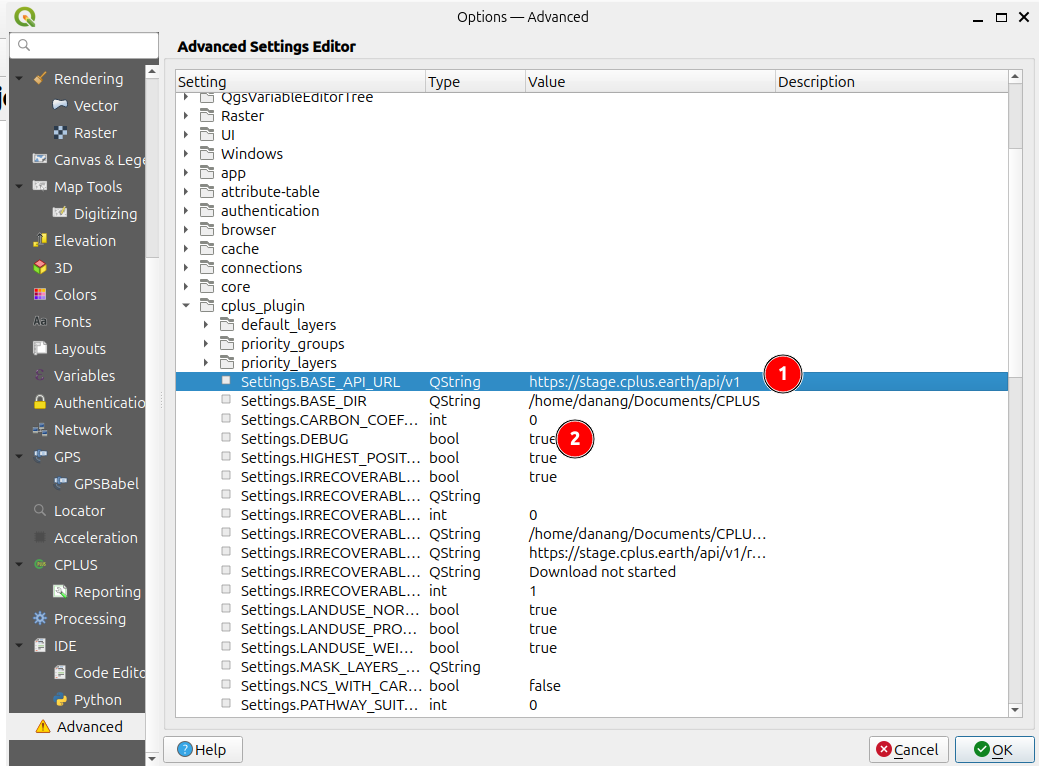 Options — Advanced
Advanced Settings Editor
Rendering
Vector
Raster
Canvas & Lege
Map Tools
Digitizing
Elevation
3D
Colors
Fonts
Layouts
Variables
Authenticatio
Network
GPS
GPSBabel
Locator
Acceleration
CPLUS
Reporting
Processing
IDE
Code Edito
Python
Advanced
Setting Type Value Description
QgsVariableEditorTree
Raster
UI
Windows
app
attribute-table
authentication
browser
cache
connections
core
cplus_plugin
default_layers
priority_groups
priority_layers
Settings.BASE_API_URL QString https://stage.cplus.earth/api/v1 1
Settings.BASE_DIR QString /home/danang/Documents/CPLUS
Settings.CARBON_COEF... int 0
Settings.DEBUG bool true 2
Settings.HIGHEST_POSIT... bool true
Settings.IRRECOVERABL... bool true
Settings.IRRECOVERABL... QString
Settings.IRRECOVERABL... int 0
Settings.IRRECOVERABL... QString /home/danang/Documents/CPLU...
Settings.IRRECOVERABL... QString https://stage.cplus.earth/api/v1/r...
Settings.IRRECOVERABL... QString Download not started
Settings.IRRECOVERABL... int 1
Settings.LANDUSE_NOR... bool true
Settings.LANDUSE_PRO... bool true
Settings.LANDUSE_WEI... bool true
Settings.MASK_LAYERS_... QString
Settings.NCS_WITH_CAR... bool false
Settings.PATHWAY_SUIT... int 0
Help
Cancel
OK